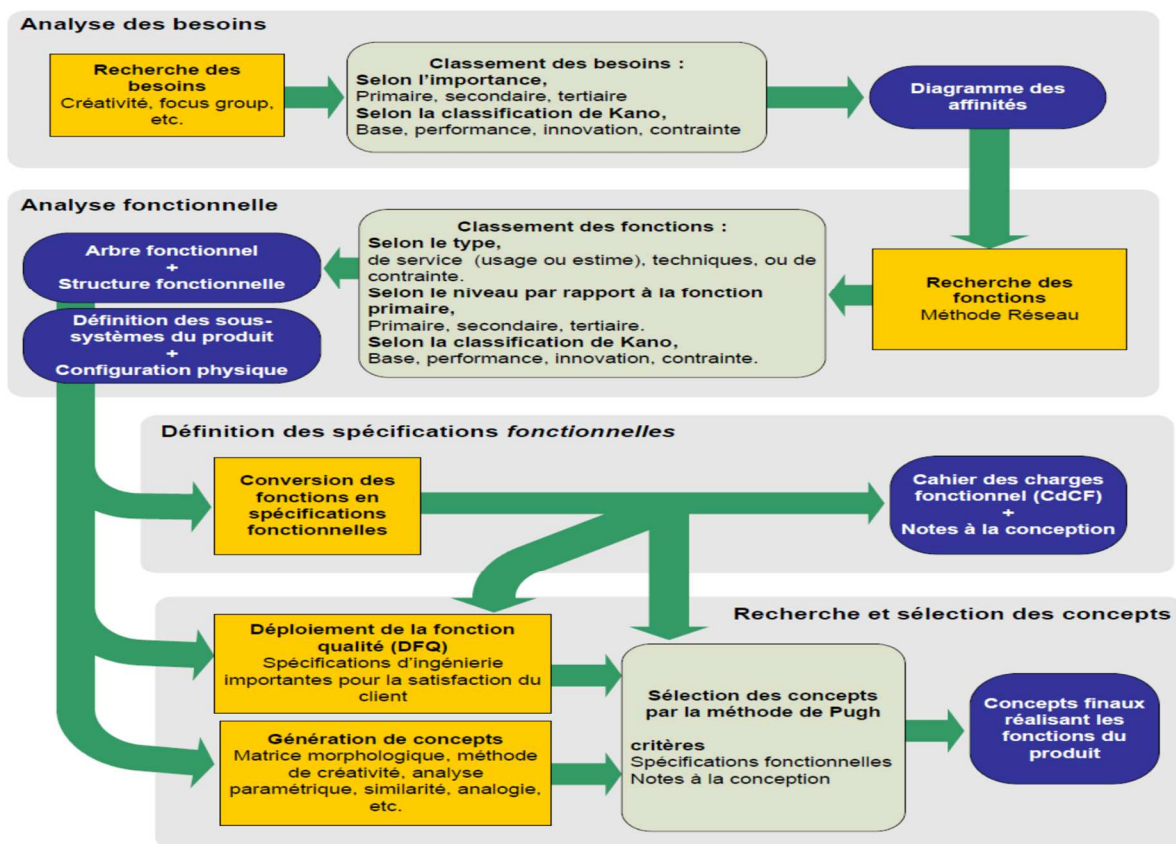 Analyse des besoins
Recherche des
besoins
Créativité, focus group,
etc.
Classement des besoins :
Selon l'importance,
Primaire, secondaire, tertiaire
Selon la classification de Kano,
Base, performance, innovation, contrainte
Diagramme des
affinités
Analyse fonctionnelle
Arbre fonctionnel
+
Structure fonctionnelle
Définition des sous-
systèmes du produit
+
Configuration physique
Classement des fonctions :
Selon le type,
de service (usage ou estime), techniques, ou de
contrainte.
Selon le niveau par rapport à la fonction
primaire,
Primaire, secondaire, tertiaire.
Selon la classification de Kano,
Base, performance, innovation, contrainte.
Recherche des
fonctions
Méthode Réseau
Définition des spécifications fonctionnelles
Conversion des
fonctions en
spécifications
fonctionnelles
Cahier des charges
fonctionnel (CdCF)
+
Notes à la conception
Recherche et sélection des concepts
Déploiement de la fonction
qualité (DFQ)
Spécifications d'ingénierie
importantes pour la satisfaction du
client
Génération de concepts
Matrice morphologique, méthode
de créativité, analyse
paramétrique, similarité, analogie,
etc.
Sélection des concepts
par la méthode de Pugh
critères
Spécifications fonctionnelles
Notes à la conception
Concepts finaux
réalisant les
fonctions du
produit